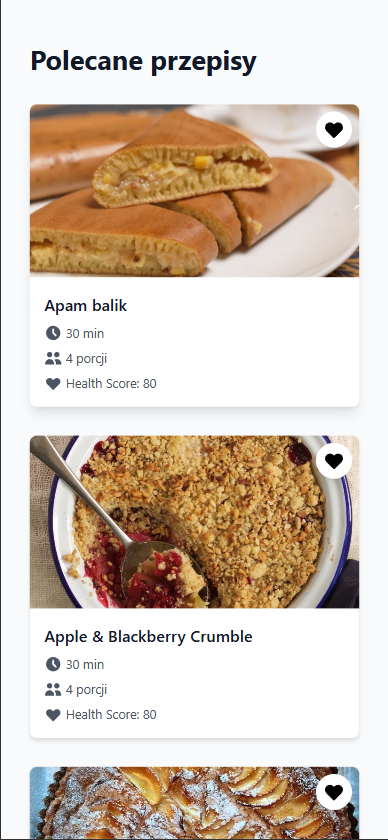 Polecane przepisy
Apam balik
30 min
4 porcji
Health Score: 80
Apple & Blackberry Crumble
30 min
4 porcji
Health Score: 80